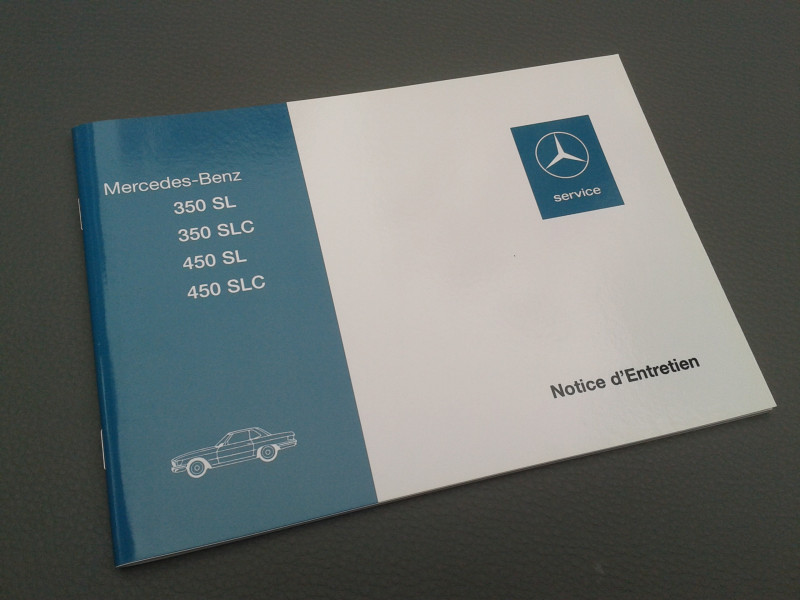 Mercedes-Benz
350 SL
350 SLC
450 SL
450 SLC
service
Notice d'Entretien